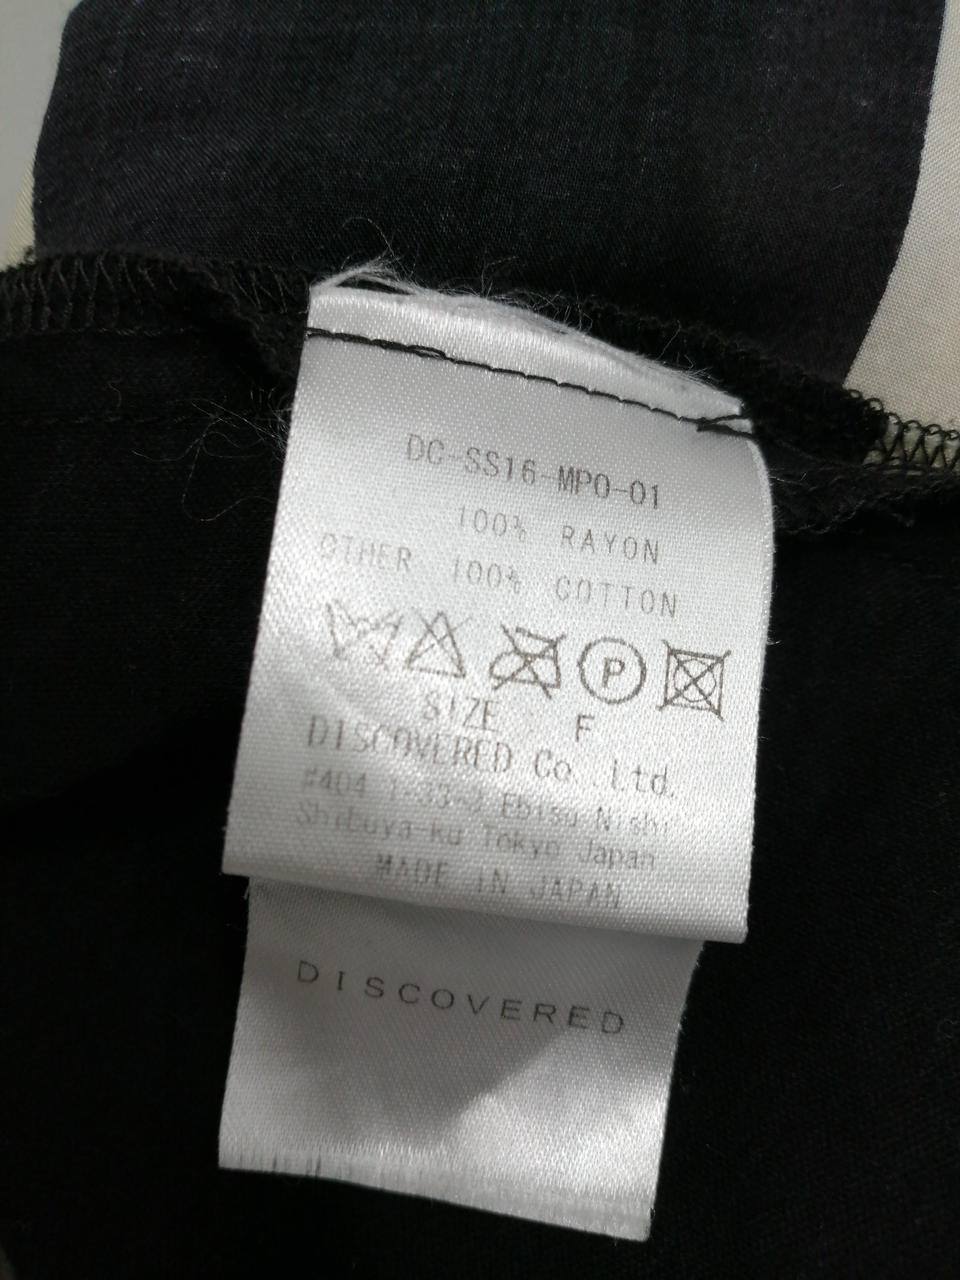 DC-SS16-MPO-01
100% RAYON
OTHER 100% COTTON
P
SIZE : F
DISCOVERED Co.,Ltd.
#404 1-33- Ebisu Nishi
Shibuya-ku Tokyo Japan
MADE IN JAPAN
DISCOVERED